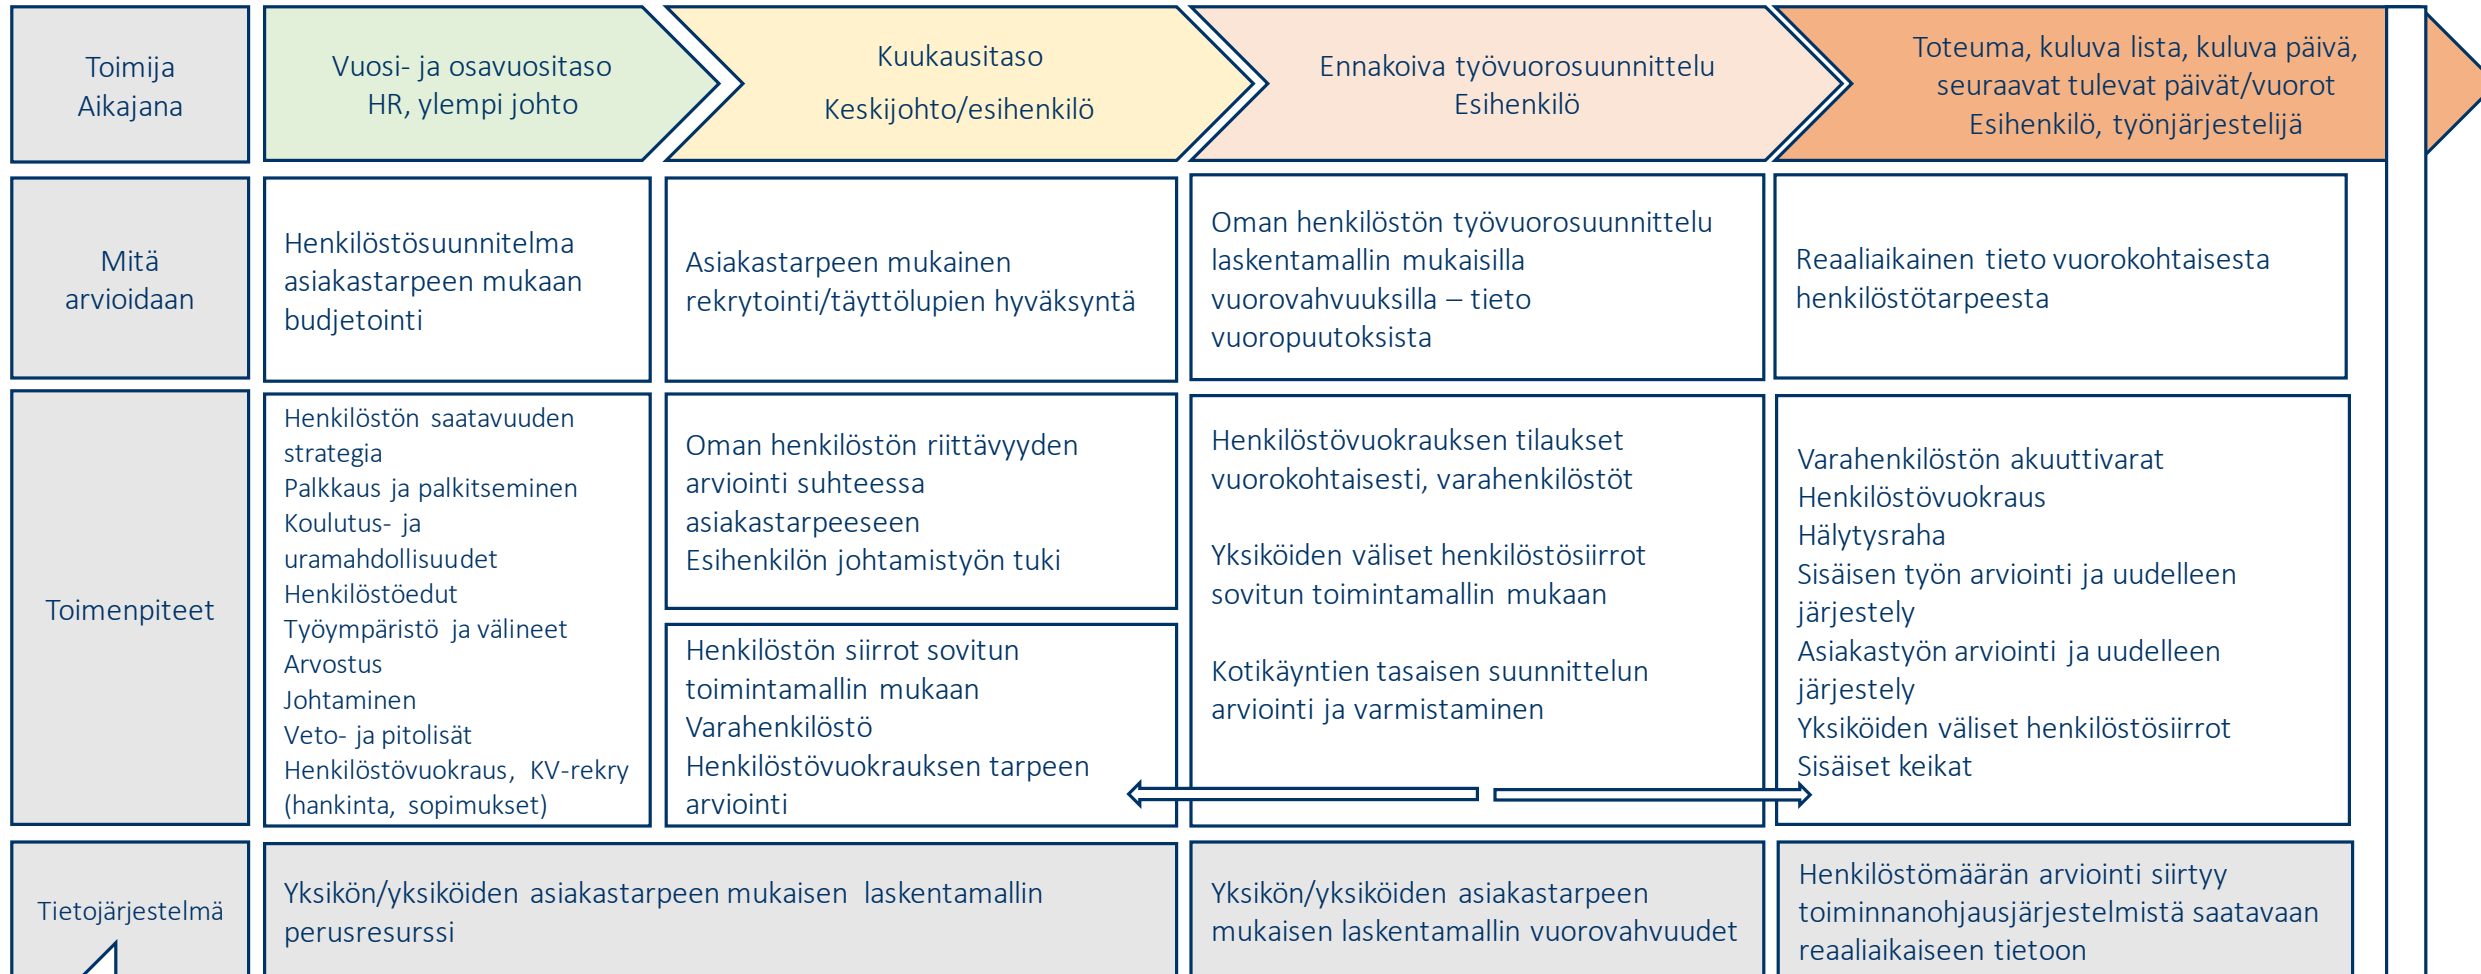 Toimija
Aikajana
Vuosi- ja osavuositaso
HR, ylempi johto
Kuukausitaso
Keskijohto/esihenkilö
Ennakoiva työvuorosuunnittelu
Esihenkilö
Toteuma, kuluva lista, kuluva päivä,
seuraavat tulevat päivät/vuorot
Esihenkilö, työnjärjestelijä
Mitä
arvioidaan
Henkilöstösuunnitelma
asiakastarpeen mukaan
budjetointi
Asiakastarpeen mukainen
rekrytointi/täyttölupien hyväksyntä
Oman henkilöstön työvuorosuunnittelu
laskentamallin mukaisilla
vuorovahvuuksilla – tieto
vuoropuutoksista
Reaaliaikainen tieto vuorokohtaisesta
henkilöstötarpeesta
Toimenpiteet
Henkilöstön saatavuuden
strategia
Palkkaus ja palkitseminen
Koulutus- ja
uramahdollisuudet
Henkilöstöedut
Työympäristö ja välineet
Arvostus
Johtaminen
Veto- ja pitolisät
Henkilöstövuokraus, KV-rekry
(hankinta, sopimukset)
Oman henkilöstön riittävyyden
arviointi suhteessa
asiakastarpeeseen
Esihenkilön johtamistyön tuki
Henkilöstön siirrot sovitun
toimintamallin mukaan
Varahenkilöstö
Henkilöstövuokrauksen tarpeen
arviointi
Henkilöstövuokrauksen tilaukset
vuorokohtaisesti, varahenkilöstöt
Yksiköiden väliset henkilöstösiirrot
sovitun toimintamallin mukaan
Kotikäyntien tasaisen suunnittelun
arviointi ja varmistaminen
Varahenkilöstön akuuttivarat
Henkilöstövuokraus
Hälytysraha
Sisäisen työn arviointi ja uudelleen
järjestely
Asiakastyön arviointi ja uudelleen
järjestely
Yksiköiden väliset henkilöstösiirrot
Sisäiset keikat
Tietojärjestelmä
Yksikön/yksiköiden asiakastarpeen mukaisen laskentamallin
perusresurssi
Yksikön/yksiköiden asiakastarpeen
mukaisen laskentamallin vuorovahvuudet
Henkilöstömäärän arviointi siirtyy
toiminnanohjausjärjestelmistä saatavaan
reaaliaikaiseen tietoon